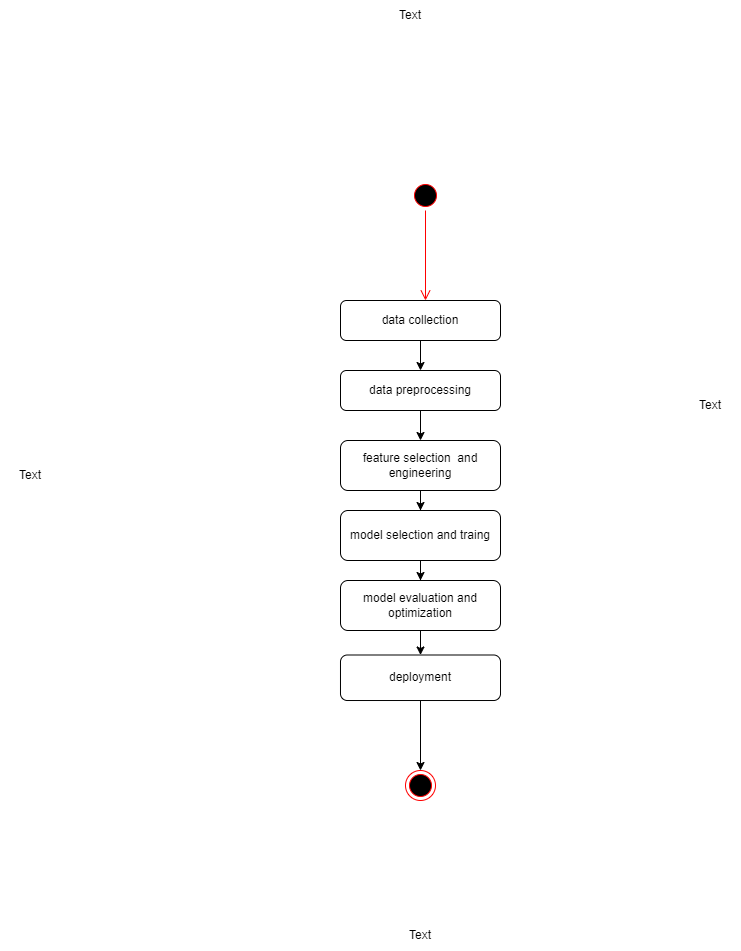 Text
data collection
data preprocessing
Text
feature selection  and
engineering
Text
model selection and traing
model evaluation and
optimization
deployment
Text